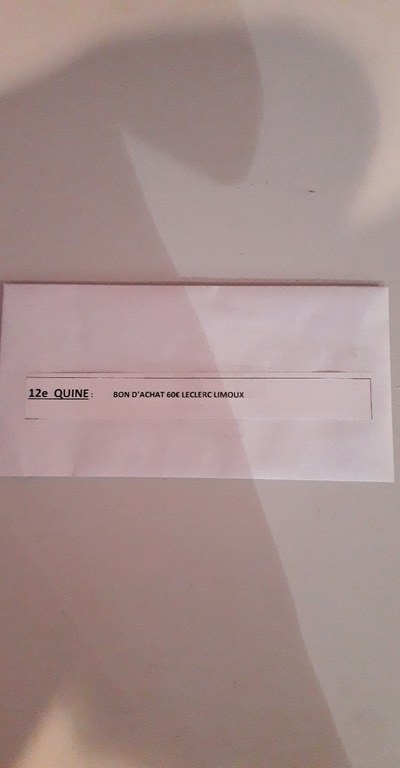 12e QUINE : BON D'ACHAT 60€ LECLERC LIMOUX